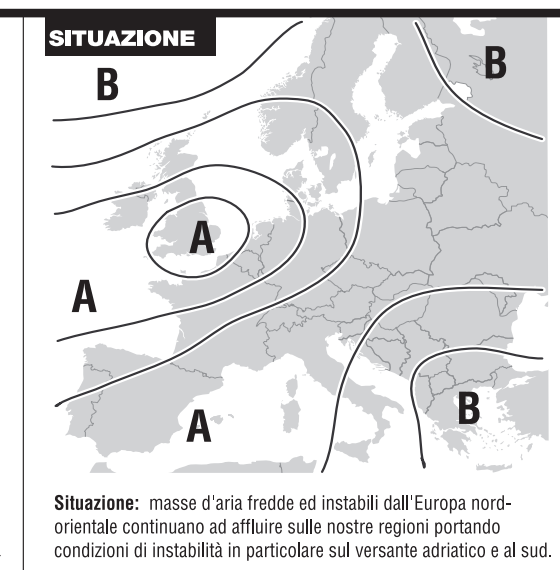 SITUAZIONE
B
B
A
A
A
B
Situazione: masse d'aria fredde ed instabili dall'Europa nord-
orientale continuano ad affluire sulle nostre regioni portando
condizioni di instabilità in particolare sul versante adriatico e al sud.